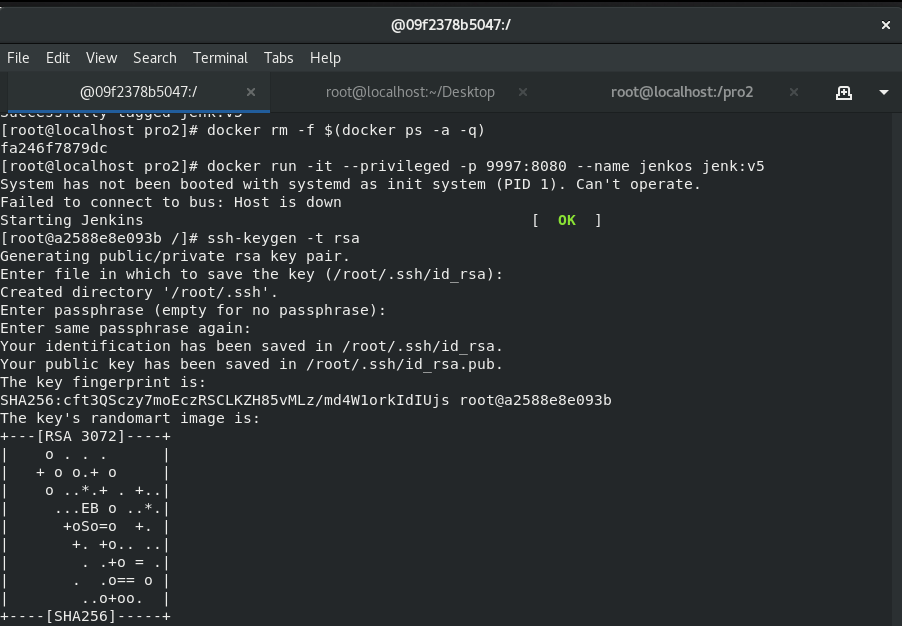 @09f2378b5047:/
File Edit View Search Terminal Tabs Help
@09f2378b5047:/ root@localhost:~/Desktop root@localhost:/pro2
Successfully tagged jenk:v5
[root@localhost pro2]# docker rm -f $(docker ps -a -q)
fa246f7879dc
[root@localhost pro2]# docker run -it --privileged -p 9997:8080 --name jenkos jenk:v5
System has not been booted with systemd as init system (PID 1). Can't operate.
Failed to connect to bus: Host is down
Starting Jenkins                                           [  OK  ]
[root@a2588e8e093b /]# ssh-keygen -t rsa
Generating public/private rsa key pair.
Enter file in which to save the key (/root/.ssh/id_rsa):
Created directory '/root/.ssh'.
Enter passphrase (empty for no passphrase):
Enter same passphrase again:
Your identification has been saved in /root/.ssh/id_rsa.
Your public key has been saved in /root/.ssh/id_rsa.pub.
The key fingerprint is:
SHA256:cft3QSczy7moEczRSCLKZH85vMLz/md4W1orkIdIUjs root@a2588e8e093b
The key's randomart image is:
+---[RSA 3072]----+
|    o . . .      |
|   + o o.+ o     |
|    o ..*.+ . +..|
|     ...EB o ..*.|
|      +oSo=o  +. |
|       +. +o.. ..|
|        . .+o = .|
|       .  .o== o |
|        ..o+oo.  |
+----[SHA256]-----+